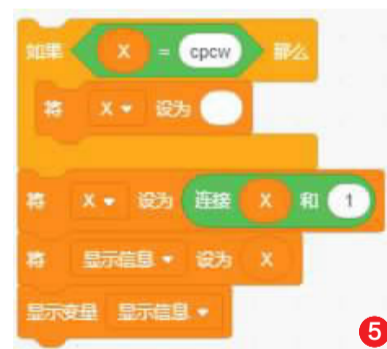 如果 X = cpcw 那么
将 X 设为
将 X 设为 连接 X 和 1
将 显示信息 设为 X
显示变量 显示信息
5